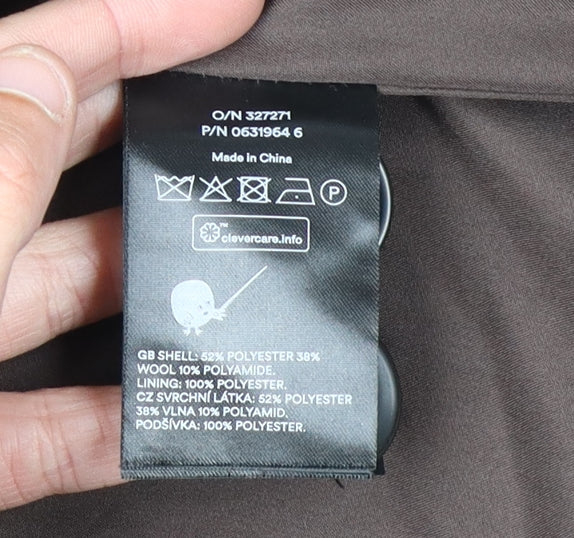 O/N 327271
P/N 0631964 6
Made in China
P
clevercare.info
GB SHELL: 52% POLYESTER 38%
WOOL 10% POLYAMIDE.
LINING: 100% POLYESTER.
CZ SVRCHNÍ LÁTKA: 52% POLYESTER
38% VLNA 10% POLYAMID.
PODŠÍVKA: 100% POLYESTER.